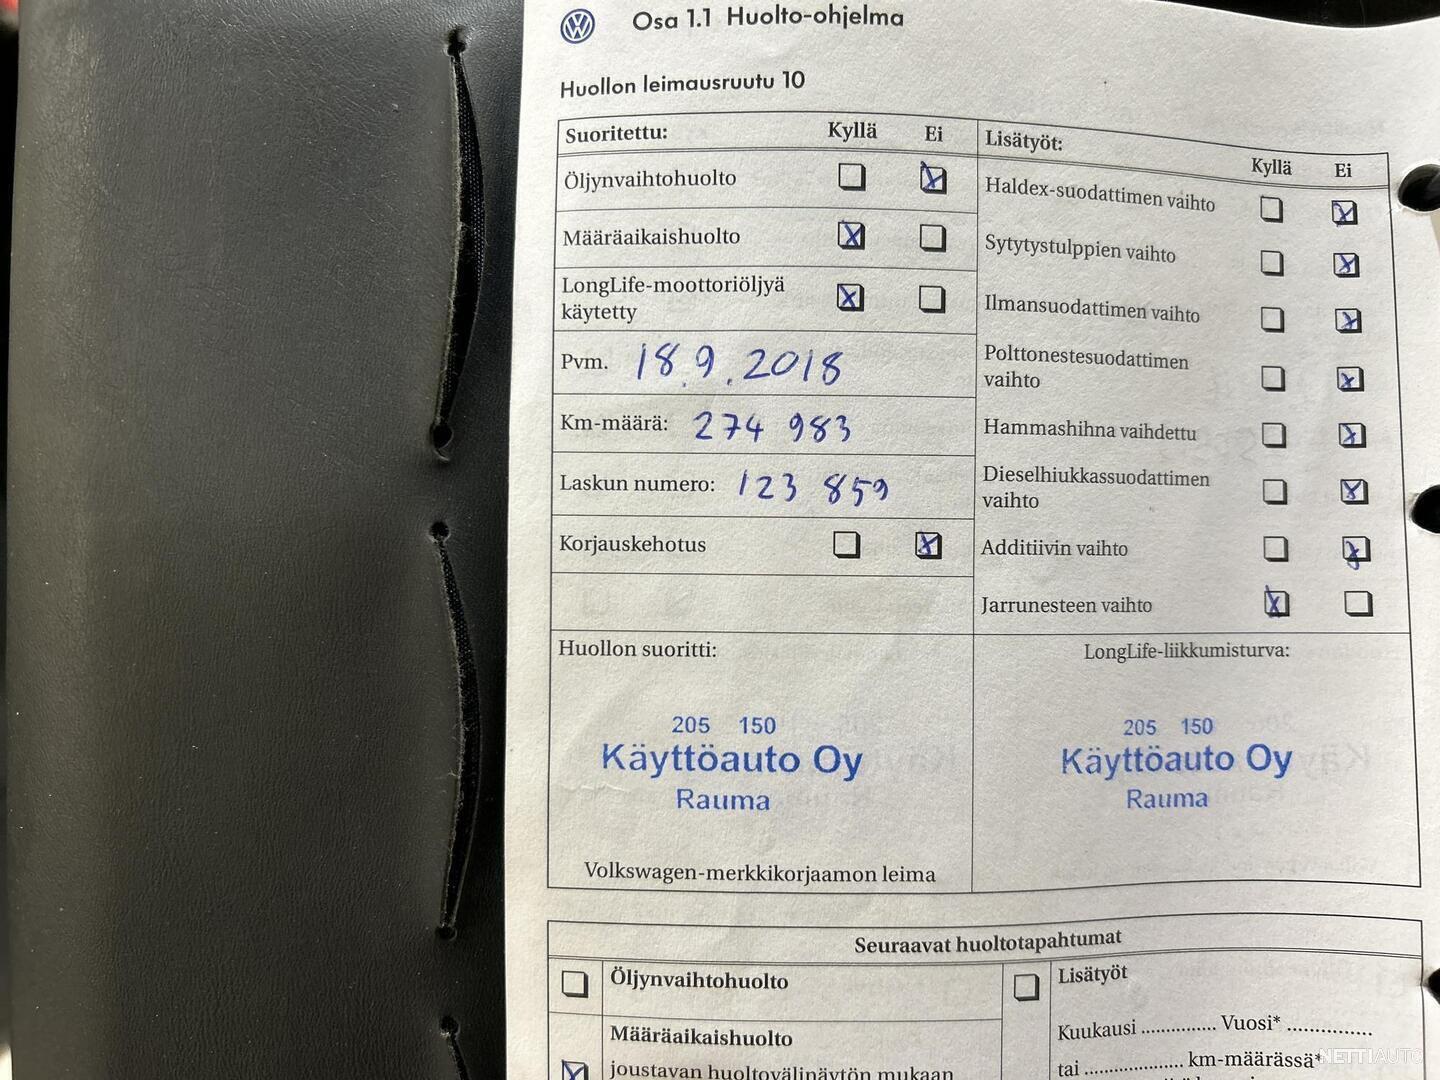 Osa 1.1 Huolto-ohjelma
Huollon leimausruutu 10
Suoritettu: Kyllä Ei
Öljynvaihtohuolto
Määräaikaishuolto
LongLife-moottoriöljyä
käytetty
Pvm. 18.9.2018
Km-määrä: 274 983
Laskun numero: 123 859
Korjauskehotus
Lisätyöt:
Kyllä Ei
Haldex-suodattimen vaihto
Sytytystulppien vaihto
Ilmansuodattimen vaihto
Polttonestesuodattimen
vaihto
Hammashihna vaihdettu
Dieselhiukkassuodattimen
vaihto
Additiivin vaihto
Jarrunesteen vaihto
Huollon suoritti:
205 150
Käyttöauto Oy
Rauma
Volkswagen-merkkikorjaamon leima
LongLife-liikkumisturva:
205 150
Käyttöauto Oy
Rauma
Seuraavat huoltotapahtumat
Öljynvaihtohuolto
Määräaikaishuolto
joustavan huoltovälinäytön mukaan
Lisätyöt
Kuukausi .............. Vuosi* ...............
tai .................... km-määrässä*
NETTIAUTO